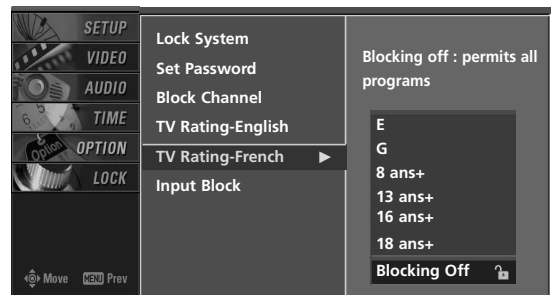 SETUP
VIDEO
AUDIO
TIME
Option OPTION
LOCK
Move MENU Prev
Lock System
Set Password
Block Channel
TV Rating-English
TV Rating-French
Input Block
Blocking off : permits all
programs
E
G
8 ans+
13 ans+
16 ans+
18 ans+
Blocking Off